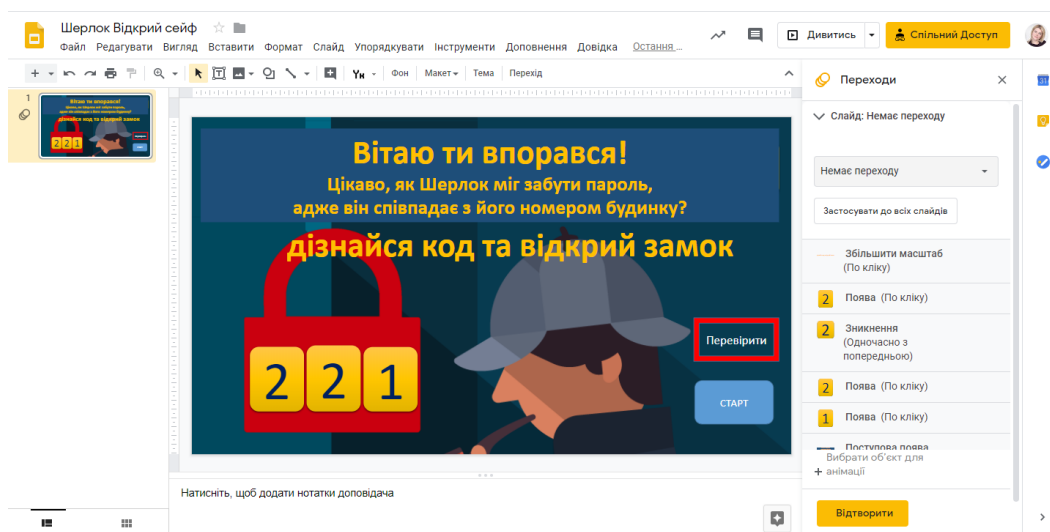 Шерлок Відкрий сейф
Файл Редагувати Вигляд Вставити Формат Слайд Упорядкувати Інструменти Доповнення Довідка Остання ...
Дивитись
Спільний Доступ
Фон Макет Тема Перехід
Переходи
1
Слайд: Немає переходу
Немає переходу
Застосувати до всіх слайдів
Вітаю ти впорався!
Цікаво, як Шерлок міг забути пароль,
адже він співпадає з його номером будинку?
дізнайся код та відкрий замок
Перевірити
2 2 1
СТАРТ
Збільшити масштаб
(По кліку)
2 Поява (По кліку)
2 Зникнення
(Одночасно з
попередньою)
2 Поява (По кліку)
1 Поява (По кліку)
Поступова поява
Вибрати об'єкт для
+ анімації
Відтворити
Натисніть, щоб додати нотатки доповідача